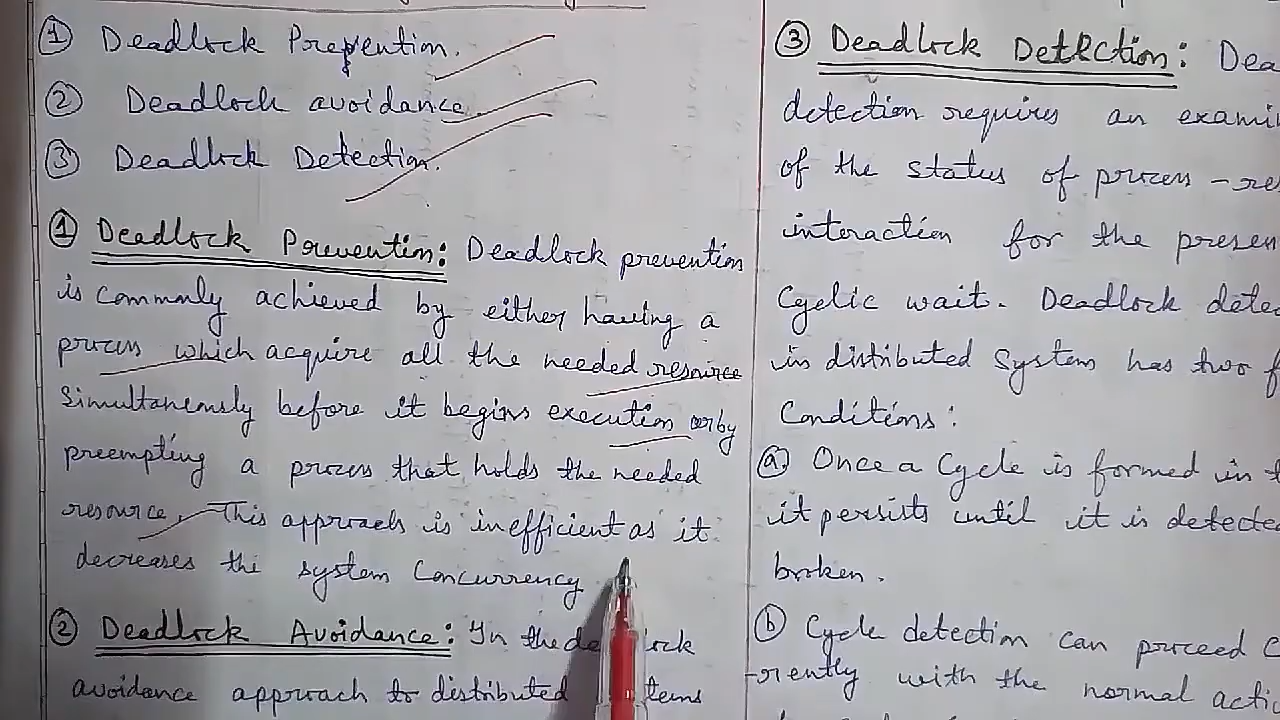 ① Deadlock Prevention.
② Deadlock avoidance.
③ Deadlock Detection.
① Deadlock Prevention: Deadlock prevention
is commonly achieved by either having a
process which acquire all the needed resource
Simultaneously before it begins execution or by
preempting a process that holds the needed
resource, This approach is inefficient as it
decreases the system Concurrency
② Deadlock Avoidance: In the
avoidance approach to distributed
③ Deadlock Detection:
detection requires an
of the status of process -
interaction for the
Cyclic wait. Deadlock
in distributed System has two
Conditions:
ⓐ Once a Cycle is formed in
it persists until it is
broken.
ⓑ Cycle detection can proceed
-rently with the normal